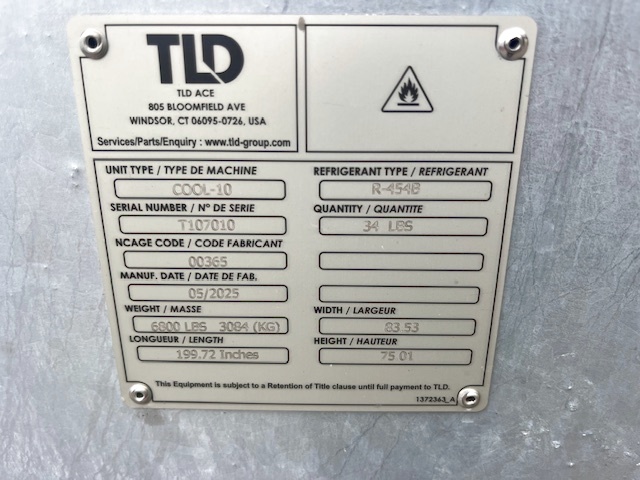 TLD
TLD ACE
805 BLOOMFIELD AVE
WINDSOR, CT 06095-0726, USA
Services/Parts/Enquiry : www.tld-group.com
UNIT TYPE / TYPE DE MACHINE
COOL-10
SERIAL NUMBER / N° DE SERIE
T107010
NCAGE CODE / CODE FABRICANT
00365
MANUF. DATE / DATE DE FAB.
05/2025
WEIGHT / MASSE
6800 LBS 3084 (KG)
LONGUEUR / LENGTH
199.72 Inches
REFRIGERANT TYPE / REFRIGERANT
R-454B
QUANTITY / QUANTITE
34 LBS
WIDTH / LARGEUR
83.53
HEIGHT / HAUTEUR
75.01
This Equipment is subject to a Retention of Title clause until full payment to TLD.
1372363_A